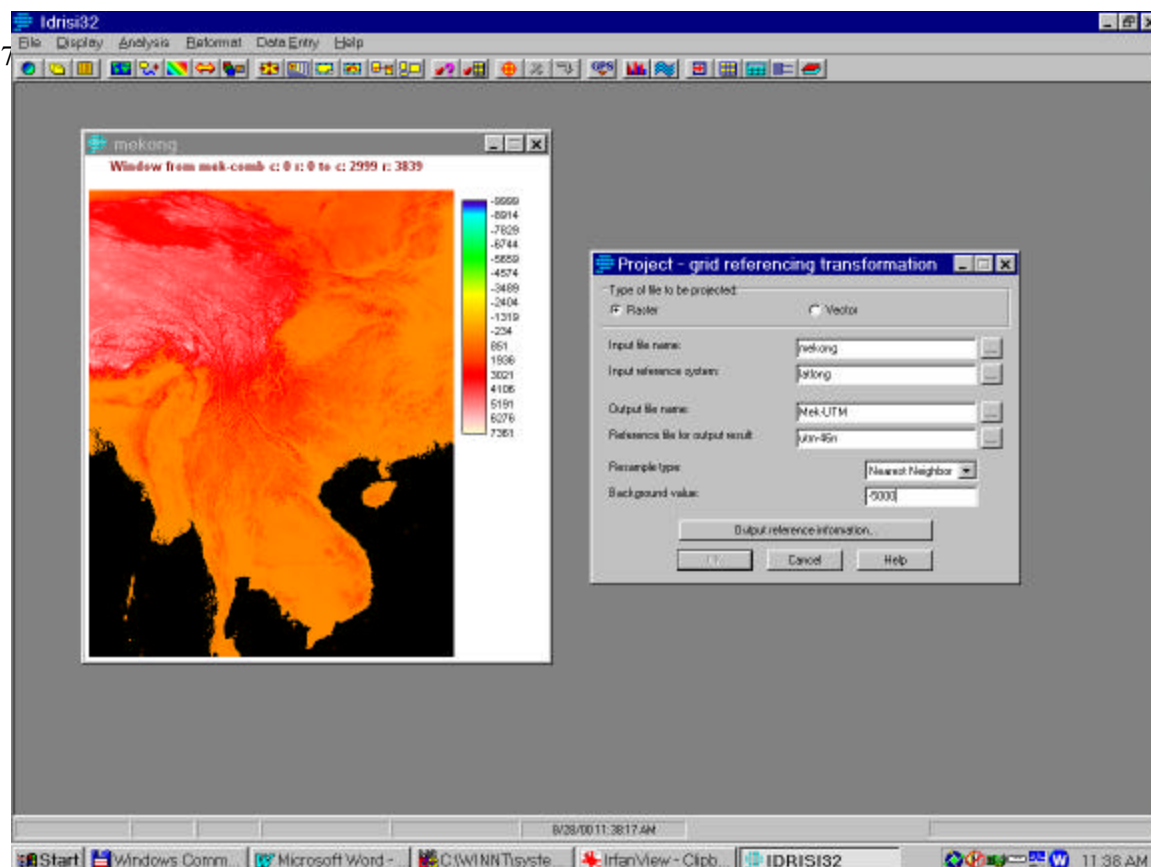 Idrisi32
File Display Analysis Reformat Data Entry Help
7
GPS
mekong
Window from mek-comb c: 0 r: 0 to c: 2999 r: 3839
-9999
-8914
-7829
-6744
-5659
-4574
-3489
-2404
-1319
-234
851
1936
3021
4106
5191
6276
7361
Project - grid referencing transformation
Type of file to be projected:
Raster Vector
Input file name: mekong ...
Input reference system: latlong ...
Output file name: Mek-UTM ...
Reference file for output result: utm-46n ...
Resample type: Nearest Neighbor
Background value: -5000
Output reference information...
Cancel Help
8/28/00 11:38:17 AM
Start Windows Comm... Microsoft Word - ... C:\WINNT\syste... IrfanView - Clipb... IDRISI32 11:38 AM